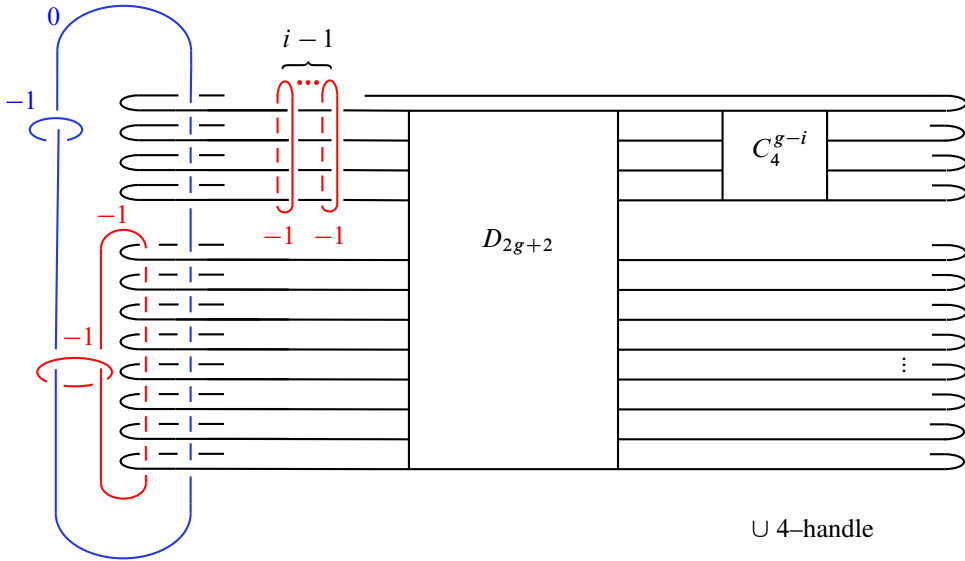 0
i − 1
−1
C_4^{g−i}
−1
−1 −1
D_{2g+2}
−1
⋮
∪ 4–handle